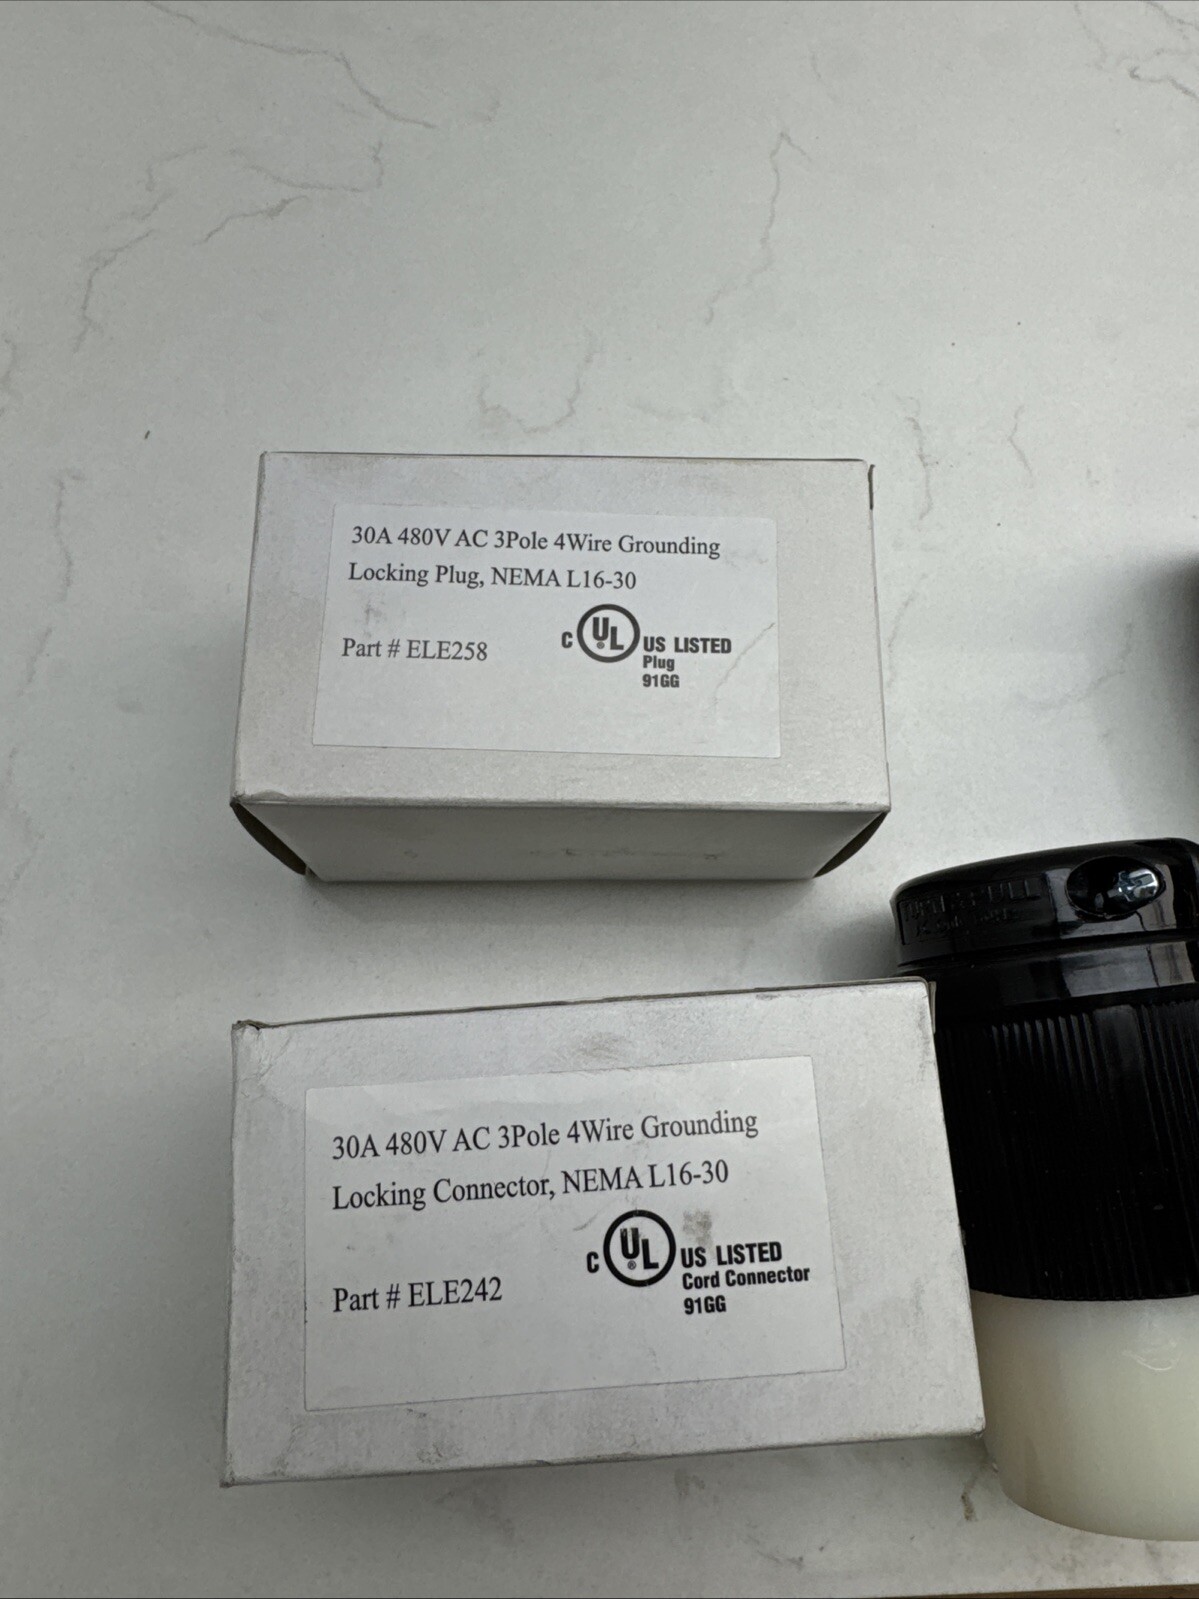 30A 480V AC 3Pole 4Wire Grounding
Locking Plug, NEMA L16-30
Part # ELE258
C UL® US LISTED
Plug
91GG
30A 480V AC 3Pole 4Wire Grounding
Locking Connector, NEMA L16-30
Part # ELE242
C UL® US LISTED
Cord Connector
91GG